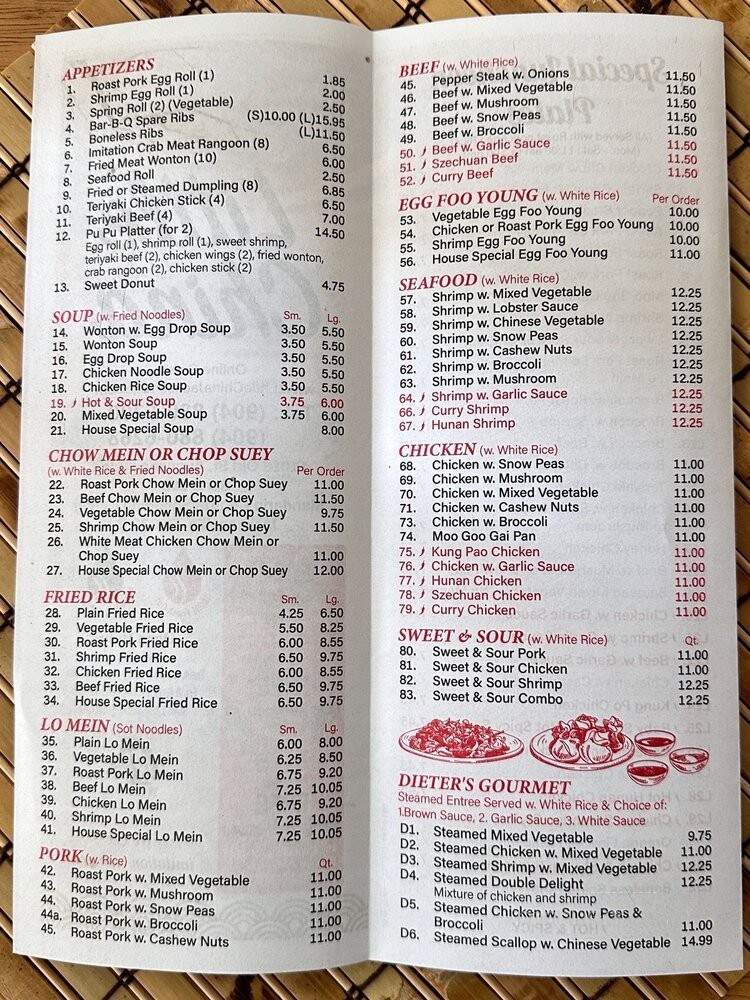 APPETIZERS
1. Roast Pork Egg Roll (1) 1.85
2. Shrimp Egg Roll (1) 2.00
3. Spring Roll (2) (Vegetable) 2.50
4. Bar-B-Q Spare Ribs (S)10.00 (L)15.95
5. Boneless Ribs (L)11.50
6. Imitation Crab Meat Rangoon (8) 6.50
7. Fried Meat Wonton (10) 6.00
8. Seafood Roll 2.50
9. Fried or Steamed Dumpling (8) 6.85
10. Teriyaki Chicken Stick (4) 6.50
11. Teriyaki Beef (4) 7.00
12. Pu Pu Platter (for 2) 14.50
Egg roll (1), shrimp roll (1), sweet shrimp,
teriyaki beef (2), chicken wings (2), fried wonton,
crab rangoon (2), chicken stick (2)
13. Sweet Donut 4.75
SOUP (w. Fried Noodles) Sm. Lg.
14. Wonton w. Egg Drop Soup 3.50 5.50
15. Wonton Soup 3.50 5.50
16. Egg Drop Soup 3.50 5.50
17. Chicken Noodle Soup 3.50 5.50
18. Chicken Rice Soup 3.50 5.50
19. Hot & Sour Soup 3.75 6.00
20. Mixed Vegetable Soup 3.75 6.00
21. House Special Soup 8.00
CHOW MEIN OR CHOP SUEY
(w. White Rice & Fried Noodles) Per Order
22. Roast Pork Chow Mein or Chop Suey 11.00
23. Beef Chow Mein or Chop Suey 11.50
24. Vegetable Chow Mein or Chop Suey 9.75
25. Shrimp Chow Mein or Chop Suey 11.50
26. White Meat Chicken Chow Mein or
Chop Suey 11.00
27. House Special Chow Mein or Chop Suey 12.00
FRIED RICE Sm. Lg.
28. Plain Fried Rice 4.25 6.50
29. Vegetable Fried Rice 5.50 8.25
30. Roast Pork Fried Rice 6.00 8.55
31. Shrimp Fried Rice 6.50 9.75
32. Chicken Fried Rice 6.00 8.55
33. Beef Fried Rice 6.50 9.75
34. House Special Fried Rice 6.50 9.75
LO MEIN (Sot Noodles) Sm. Lg.
35. Plain Lo Mein 6.00 8.00
36. Vegetable Lo Mein 6.25 8.50
37. Roast Pork Lo Mein 6.75 9.20
38. Beef Lo Mein 7.25 10.05
39. Chicken Lo Mein 6.75 9.20
40. Shrimp Lo Mein 7.25 10.05
41. House Special Lo Mein 7.25 10.05
PORK (w. Rice) Qt.
42. Roast Pork w. Mixed Vegetable 11.00
43. Roast Pork w. Mushroom 11.00
44. Roast Pork w. Snow Peas 11.00
44a. Roast Pork w. Broccoli 11.00
45. Roast Pork w. Cashew Nuts 11.00
BEEF (w. White Rice)
45. Pepper Steak w. Onions 11.50
46. Beef w. Mixed Vegetable 11.50
47. Beef w. Mushroom 11.50
48. Beef w. Snow Peas 11.50
49. Beef w. Broccoli 11.50
50. Beef w. Garlic Sauce 11.50
51. Szechuan Beef 11.50
52. Curry Beef 11.50
EGG FOO YOUNG (w. White Rice) Per Order
53. Vegetable Egg Foo Young 10.00
54. Chicken or Roast Pork Egg Foo Young 10.00
55. Shrimp Egg Foo Young 10.00
56. House Special Egg Foo Young 11.00
SEAFOOD (w. White Rice)
57. Shrimp w. Mixed Vegetable 12.25
58. Shrimp w. Lobster Sauce 12.25
59. Shrimp w. Chinese Vegetable 12.25
60. Shrimp w. Snow Peas 12.25
61. Shrimp w. Cashew Nuts 12.25
62. Shrimp w. Broccoli 12.25
63. Shrimp w. Mushroom 12.25
64. Shrimp w. Garlic Sauce 12.25
66. Curry Shrimp 12.25
67. Hunan Shrimp 12.25
CHICKEN (w. White Rice)
68. Chicken w. Snow Peas 11.00
69. Chicken w. Mushroom 11.00
70. Chicken w. Mixed Vegetable 11.00
71. Chicken w. Cashew Nuts 11.00
73. Chicken w. Broccoli 11.00
74. Moo Goo Gai Pan 11.00
75. Kung Pao Chicken 11.00
76. Chicken w. Garlic Sauce 11.00
77. Hunan Chicken 11.00
78. Szechuan Chicken 11.00
79. Curry Chicken 11.00
SWEET & SOUR (w. White Rice) Qt.
80. Sweet & Sour Pork 11.00
81. Sweet & Sour Chicken 11.00
82. Sweet & Sour Shrimp 12.25
83. Sweet & Sour Combo 12.25
DIETER'S GOURMET
Steamed Entree Served w. White Rice & Choice of:
1.Brown Sauce, 2. Garlic Sauce, 3. White Sauce
D1. Steamed Mixed Vegetable 9.75
D2. Steamed Chicken w. Mixed Vegetable 11.00
D3. Steamed Shrimp w. Mixed Vegetable 12.25
D4. Steamed Double Delight 12.25
Mixture of chicken and shrimp
D5. Steamed Chicken w. Snow Peas &
Broccoli 11.00
D6. Steamed Scallop w. Chinese Vegetable 14.99